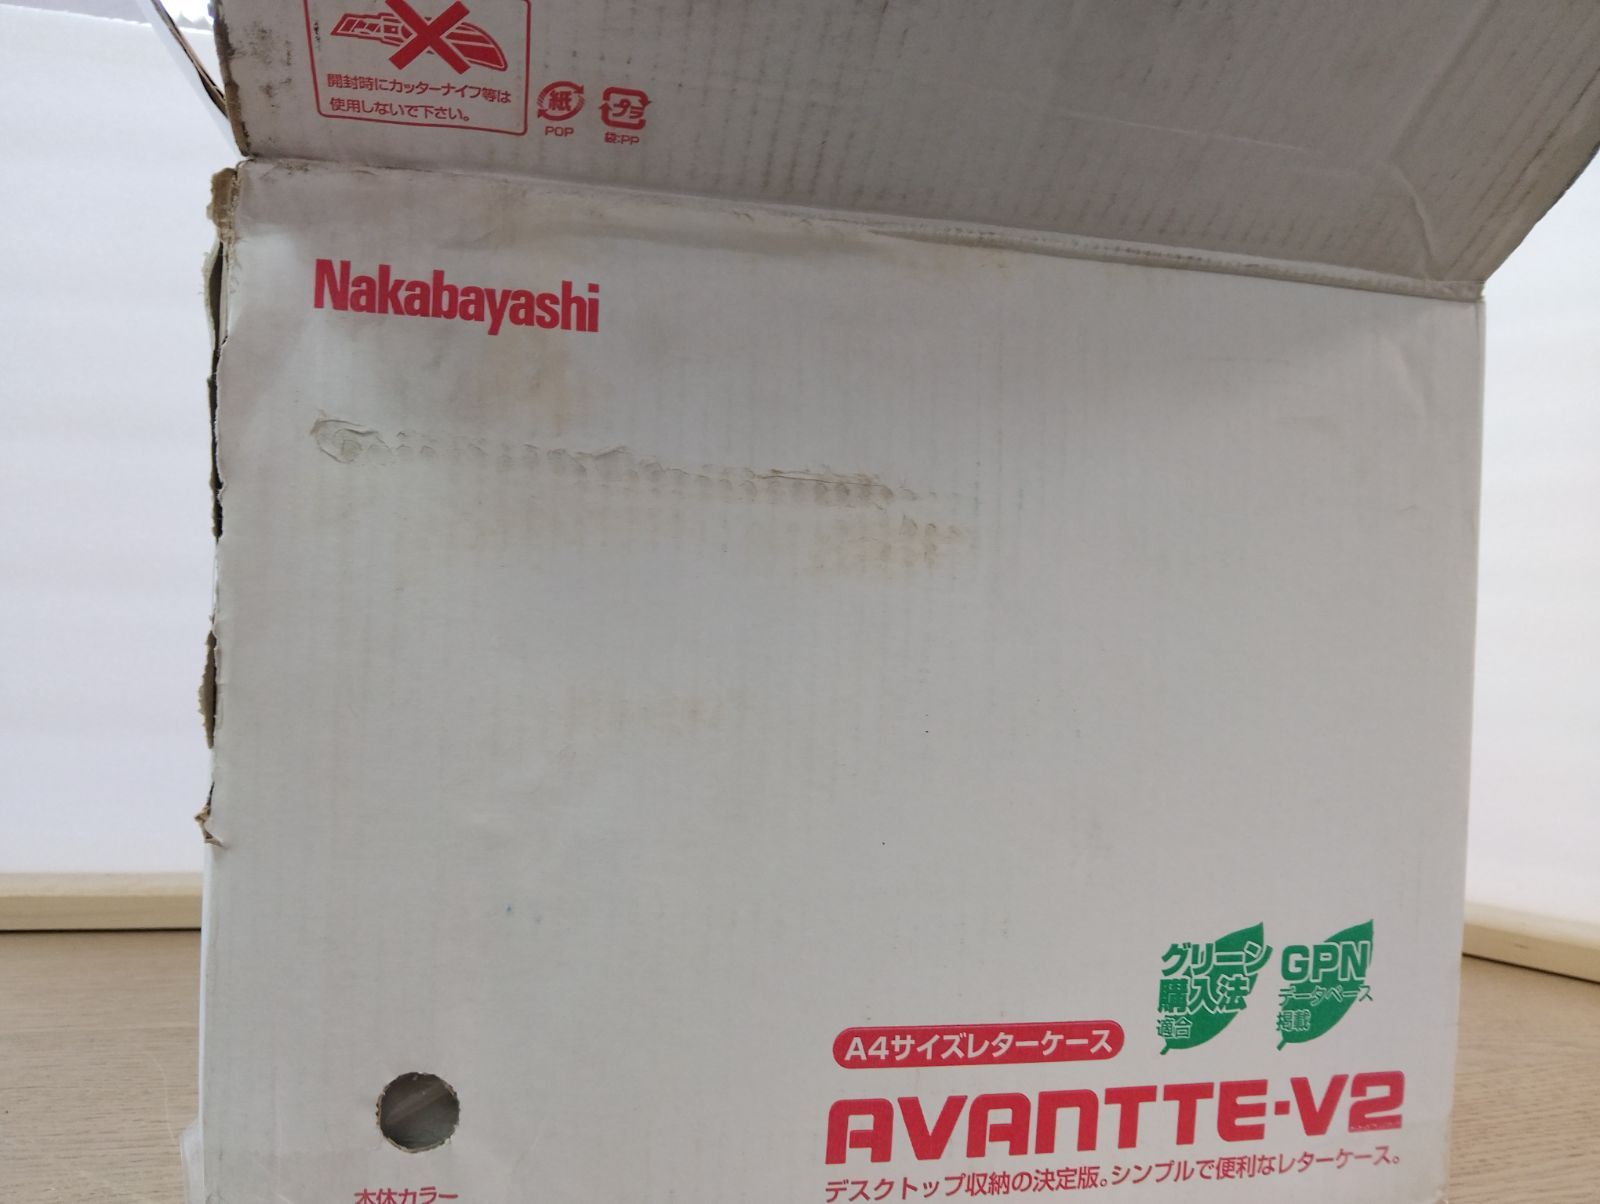 開封時にカッターナイフ等は
使用しないで下さい。
紙
POP
プラ
袋:PP
Nakabayashi
グリーン
購入法
適合
GPN
データベース
掲載
A4サイズレターケース
AVANTTE-V2
デスクトップ収納の決定版。シンプルで便利なレターケース。
本体カラー